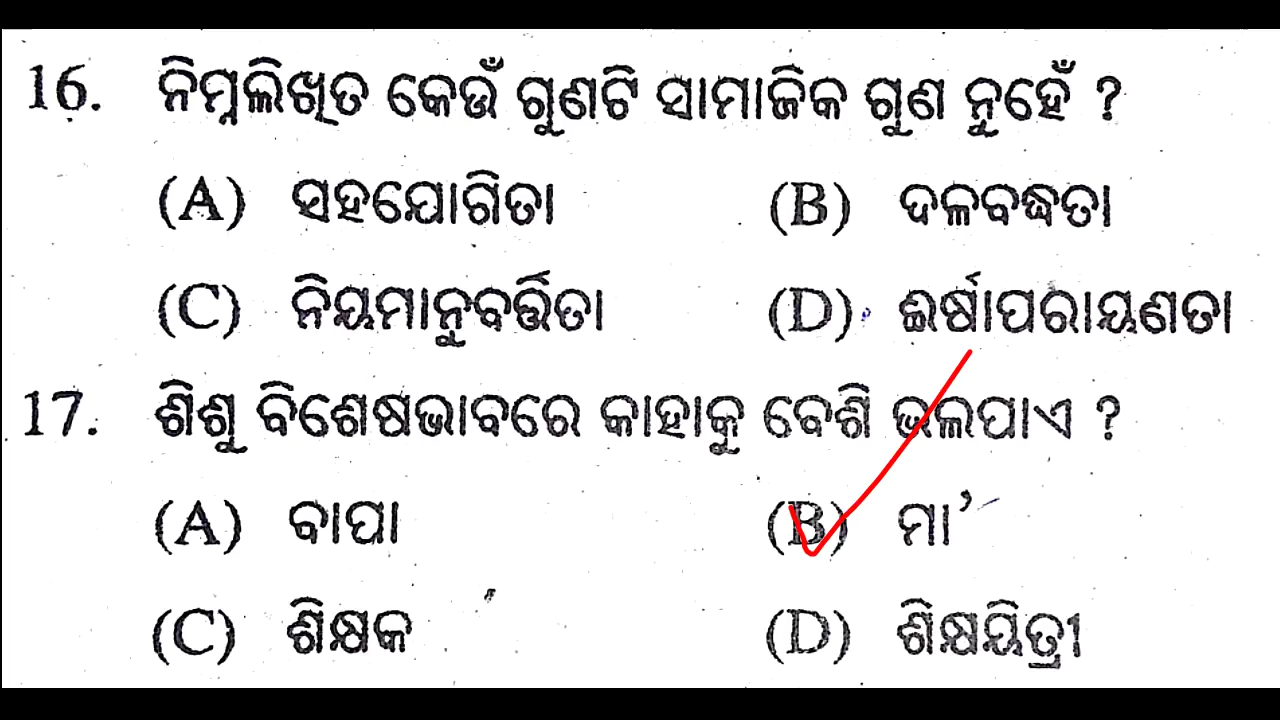 16. ନିମ୍ନଲିଖିତ କେଉଁ ଗୁଣଟି ସାମାଜିକ ଗୁଣ ନୁହେଁ ?
(A) ସହଯୋଗିତା (B) ଦଳବଦ୍ଧତା
(C) ନିୟମାନୁବର୍ତ୍ତିତା (D) ଈର୍ଷାପରାୟଣତା
17. ଶିଶୁ ବିଶେଷଭାବରେ କାହାକୁ ବେଶି ଭଲପାଏ ?
(A) ବାପା (B) ମା’
(C) ଶିକ୍ଷକ (D) ଶିକ୍ଷୟିତ୍ରୀ